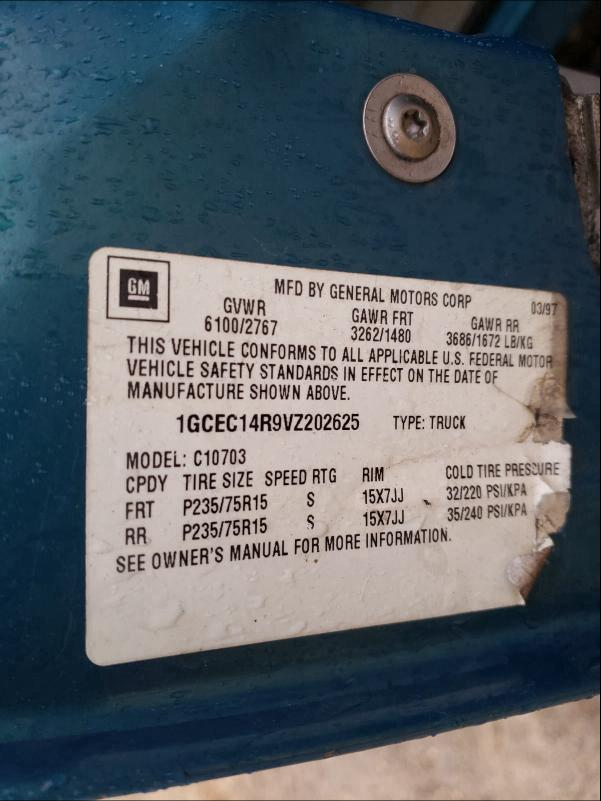 GM
MFD BY GENERAL MOTORS CORP 03/97
GVWR GAWR FRT GAWR RR
6100/2767 3262/1480 3686/1672 LB/KG
THIS VEHICLE CONFORMS TO ALL APPLICABLE U.S. FEDERAL MOTOR
VEHICLE SAFETY STANDARDS IN EFFECT ON THE DATE OF
MANUFACTURE SHOWN ABOVE.
1GCEC14R9VZ202625 TYPE: TRUCK
MODEL: C10703
CPDY TIRE SIZE SPEED RTG RIM COLD TIRE PRESSURE
FRT P235/75R15 S 15X7JJ 32/220 PSI/KPA
RR P235/75R15 S 15X7JJ 35/240 PSI/KPA
SEE OWNER'S MANUAL FOR MORE INFORMATION.